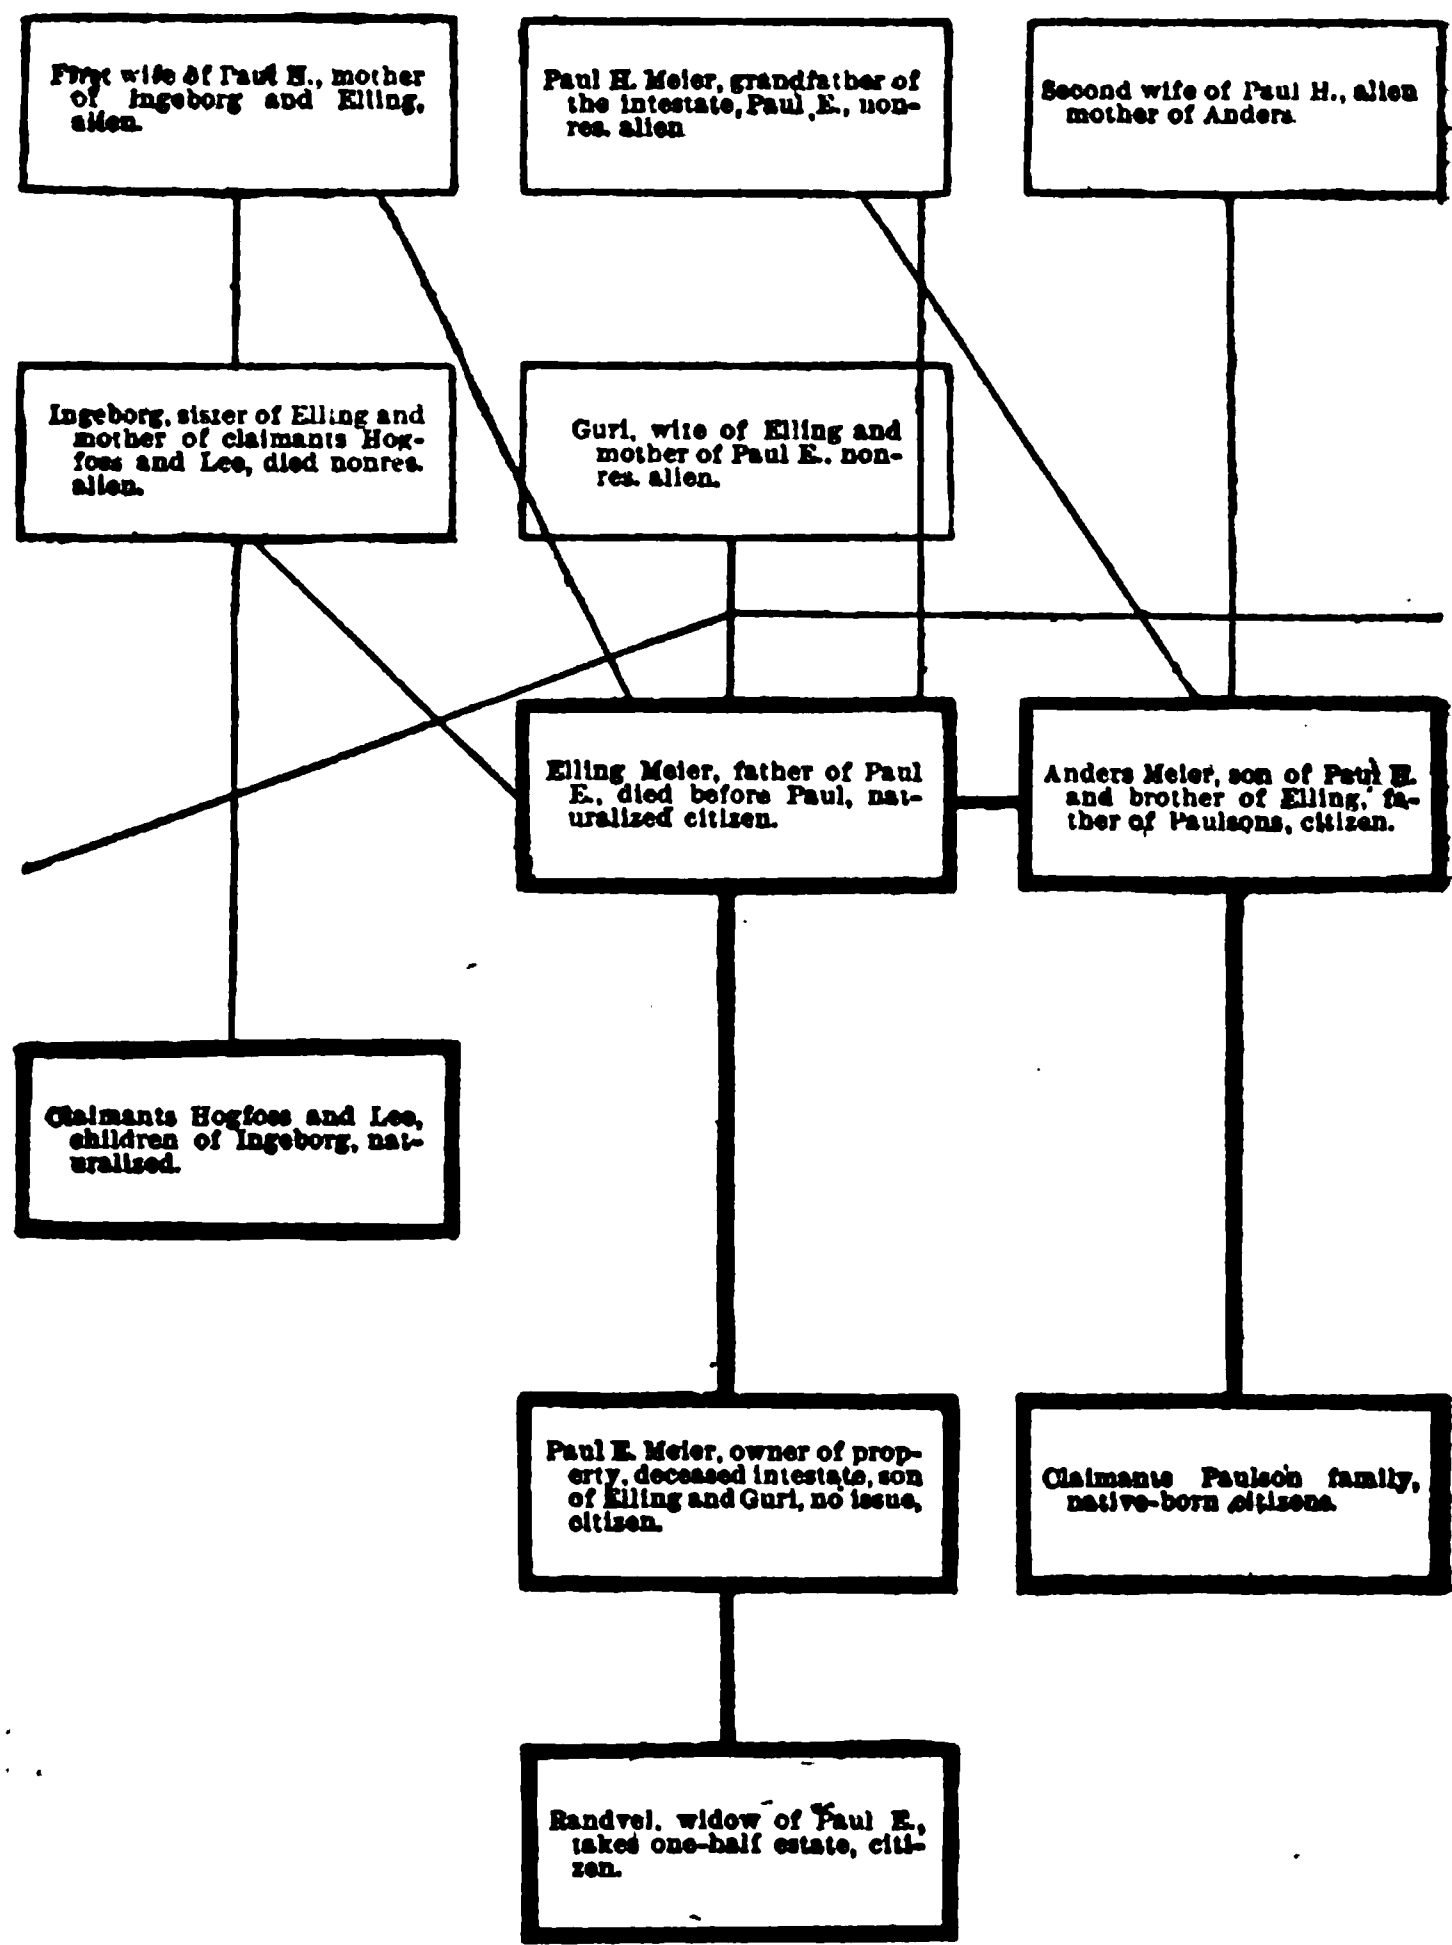 First wife of Paul H., mother
of Ingeborg and Elling,
alien.
Paul H. Meier, grandfather of
the intestate, Paul E., non-
res. alien
Second wife of Paul H., alien
mother of Anders.
Ingeborg, sister of Elling and
mother of claimants Hog-
foss and Lee, died nonres.
alien.
Guri, wife of Elling and
mother of Paul E., non-
res. alien.
Elling Meier, father of Paul
E., died before Paul, nat-
uralized citizen.
Anders Meier, son of Paul H.
and brother of Elling, fa-
ther of Paulsons, citizen.
Claimants Hogfoss and Lee,
children of Ingeborg, nat-
uralized.
Paul E. Meier, owner of prop-
erty, deceased intestate, son
of Elling and Guri, no issue,
citizen.
Claimants Paulson family,
native-born citizens.
Randvei, widow of Paul E.,
takes one-half estate, citi-
zen.